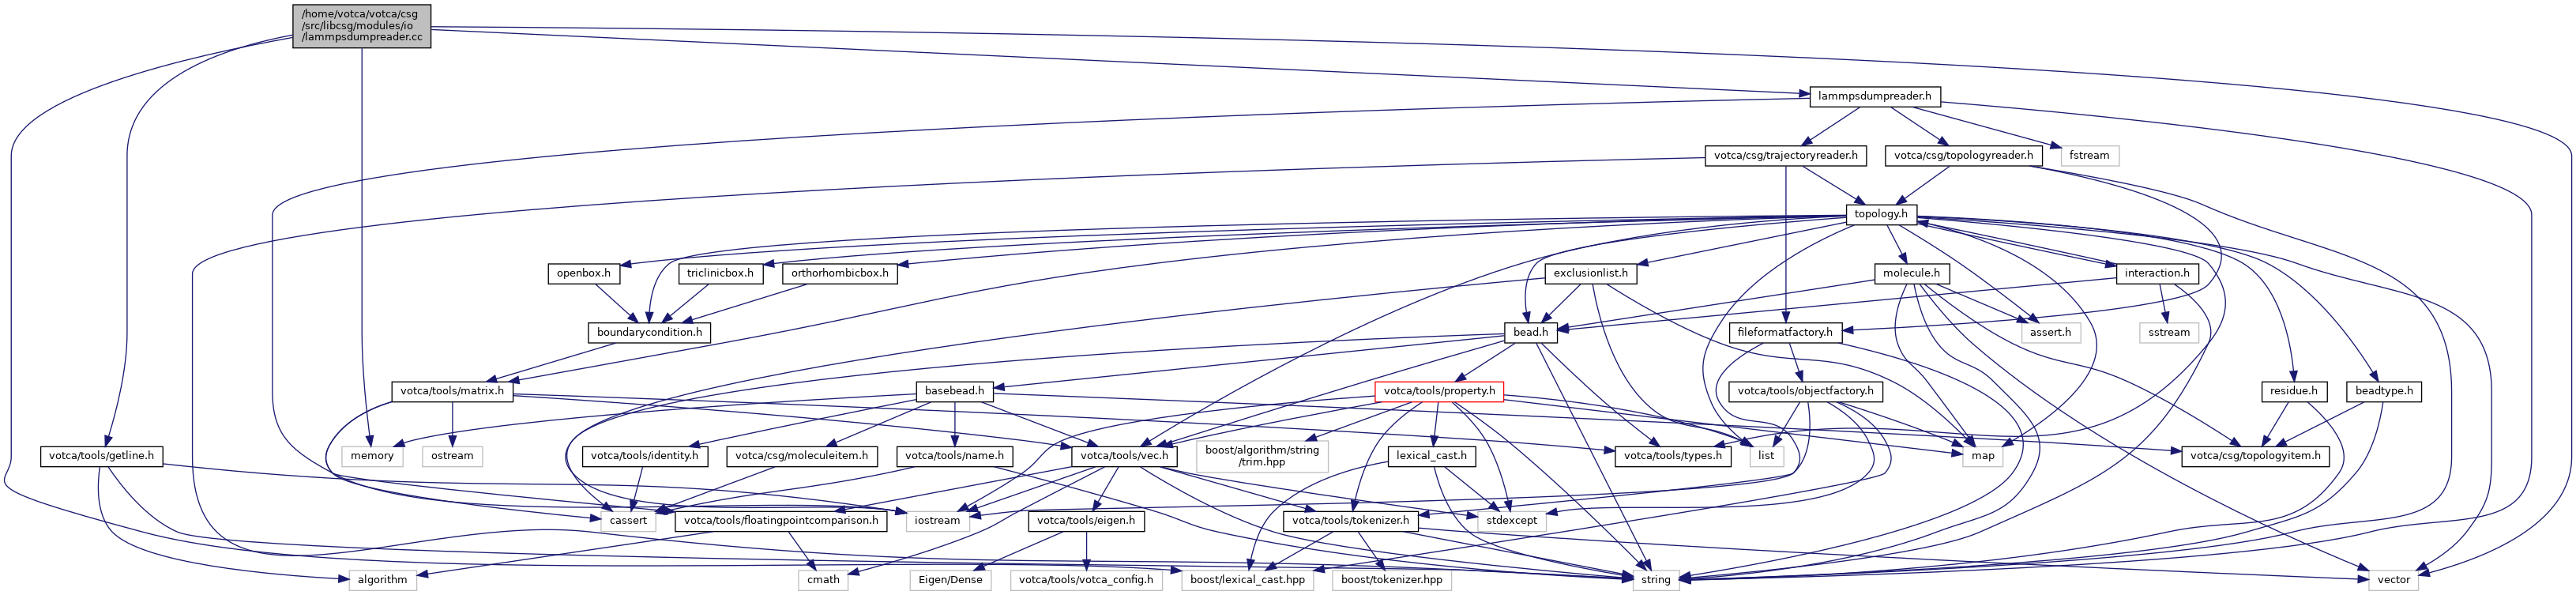 /home/votca/votca/csg
/src/libcsg/modules/io
/lammpsdumpreader.cc
lammpsdumpreader.h
votca/csg/trajectoryreader.h
votca/csg/topologyreader.h
fstream
topology.h
openbox.h
triclinicbox.h
orthorhombicbox.h
exclusionlist.h
molecule.h
interaction.h
boundarycondition.h
bead.h
fileformatfactory.h
assert.h
sstream
votca/tools/matrix.h
basebead.h
votca/tools/property.h
votca/tools/objectfactory.h
residue.h
beadtype.h
votca/tools/getline.h
memory
ostream
votca/tools/identity.h
votca/csg/moleculeitem.h
votca/tools/name.h
votca/tools/vec.h
boost/algorithm/string
/trim.hpp
lexical_cast.h
votca/tools/types.h
list
map
votca/csg/topologyitem.h
cassert
votca/tools/floatingpointcomparison.h
iostream
votca/tools/eigen.h
votca/tools/tokenizer.h
stdexcept
algorithm
cmath
Eigen/Dense
votca/tools/votca_config.h
boost/lexical_cast.hpp
boost/tokenizer.hpp
string
vector